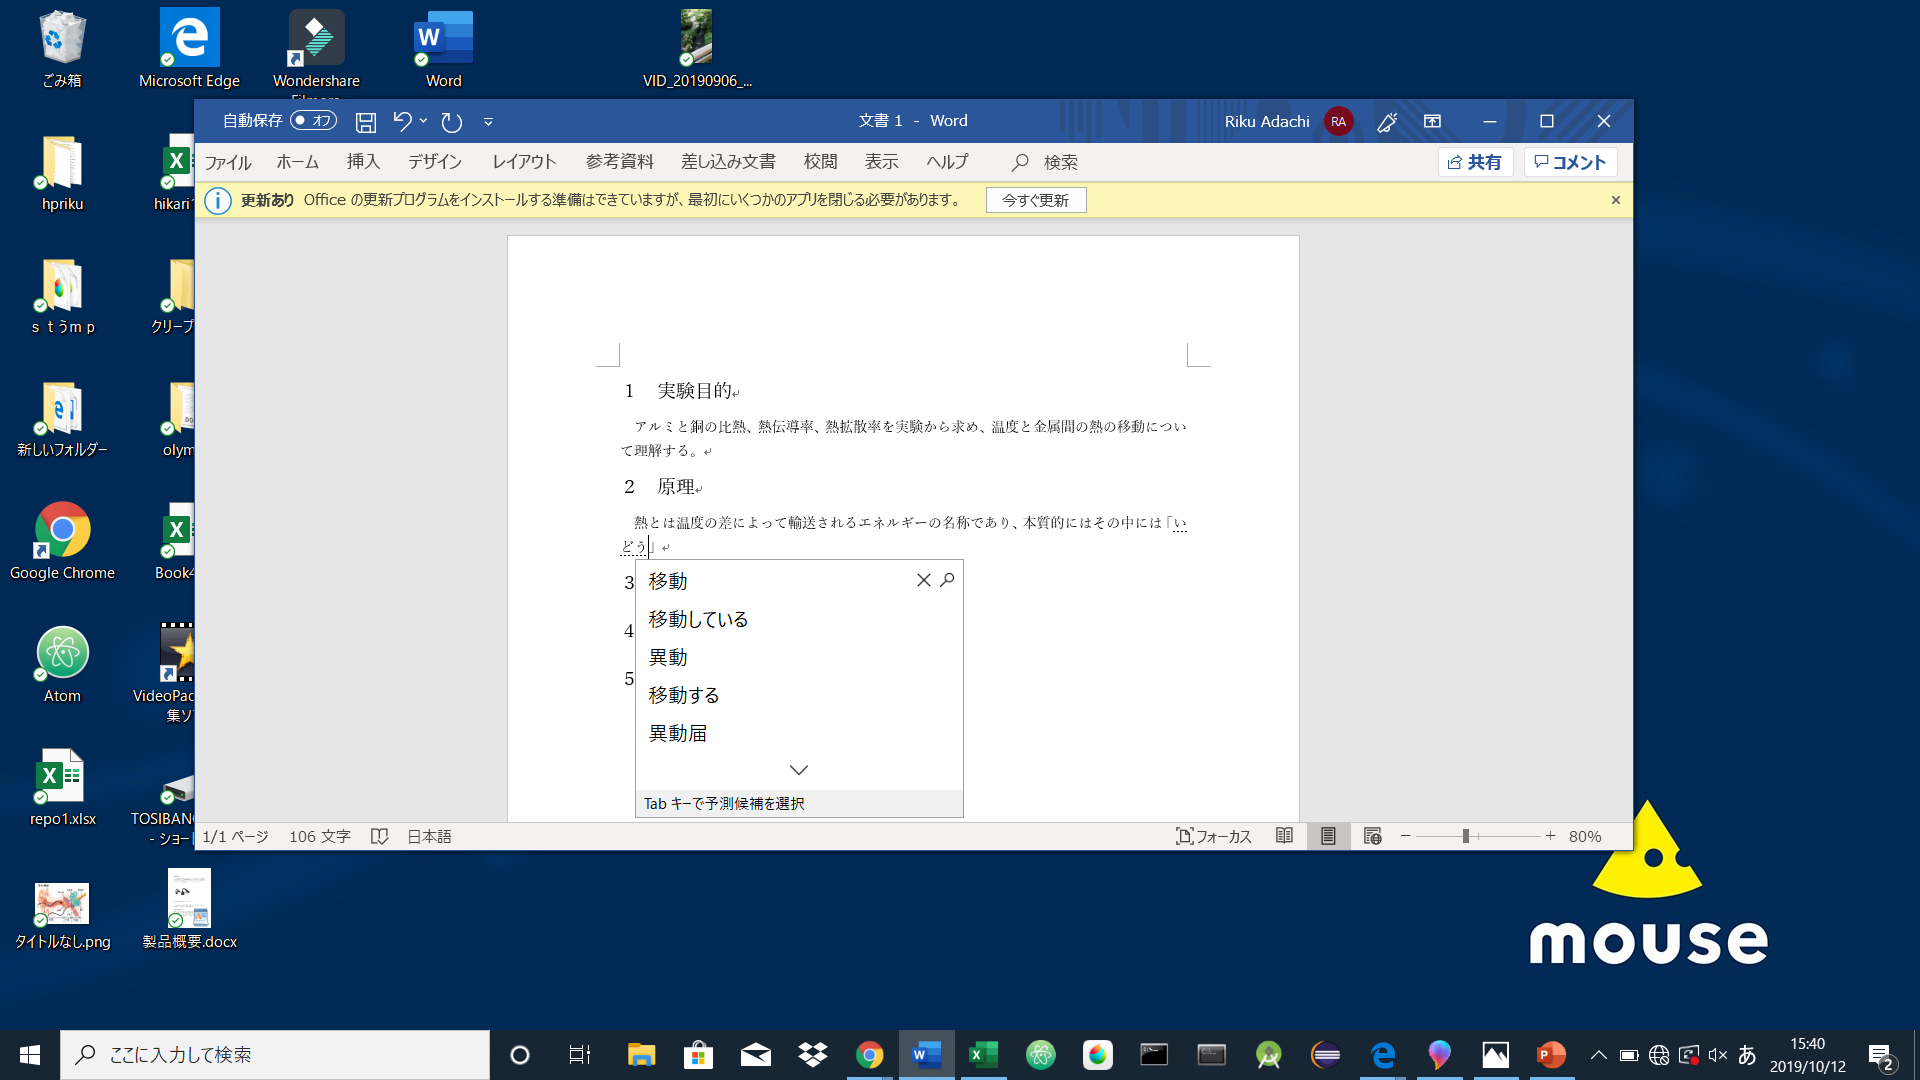 ごみ箱
Microsoft Edge
Wondershare
Word
VID_20190906_...
hpriku
ｓｔうｍｐ
クリープ
新しいフォルダー
olym
Google Chrome
Book4
Atom
VideoPac
集ソ
repo1.xlsx
TOSIBAN
- ショー
タイトルなし.png
製品概要.docx
自動保存 オフ
文書 1 - Word
Riku Adachi RA
ファイル ホーム 挿入 デザイン レイアウト 参考資料 差し込み文書 校閲 表示 ヘルプ 検索 共有 コメント
更新あり Office の更新プログラムをインストールする準備はできていますが、最初にいくつかのアプリを閉じる必要があります。 今すぐ更新
1 実験目的
アルミと銅の比熱、熱伝導率、熱拡散率を実験から求め、温度と金属間の熱の移動につい
て理解する。
2 原理
熱とは温度の差によって輸送されるエネルギーの名称であり、本質的にはその中には「い
どう」
3
4
5
移動
移動している
異動
移動する
異動届
Tab キーで予測候補を選択
1/1 ページ 106 文字 日本語 フォーカス 80%
mouse
ここに入力して検索
あ
15:40
2019/10/12
2